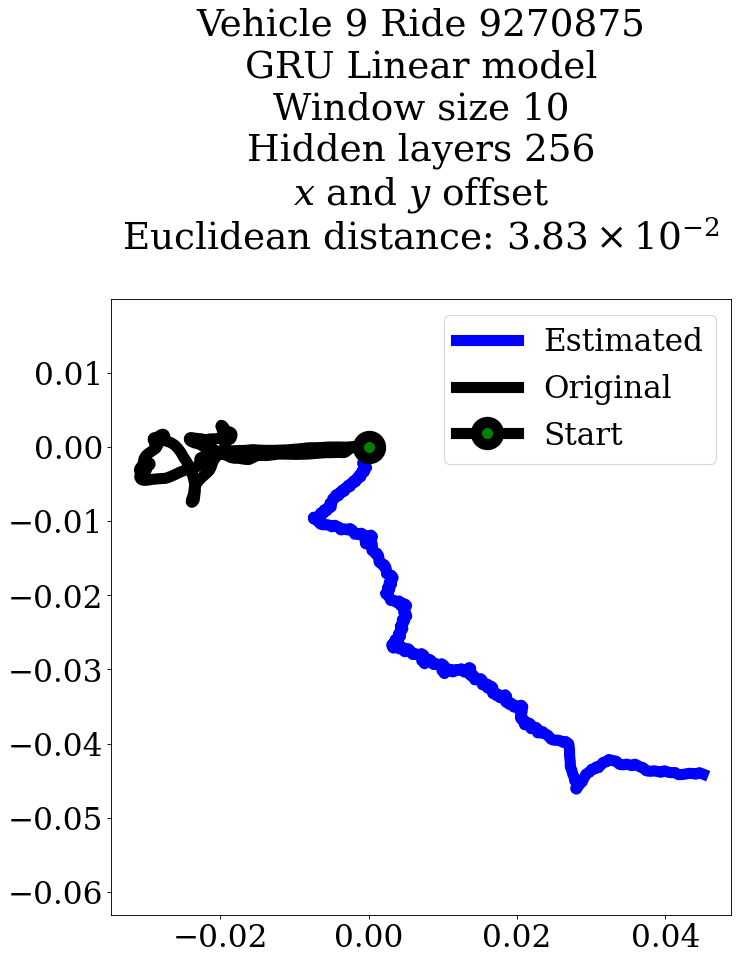 Vehicle 9 Ride 9270875
GRU Linear model
Window size 10
Hidden layers 256
x and y offset
Euclidean distance: 3.83 × 10⁻²
Estimated
Original
Start
0.01
0.00
−0.01
−0.02
−0.03
−0.04
−0.05
−0.06
−0.02 0.00 0.02 0.04